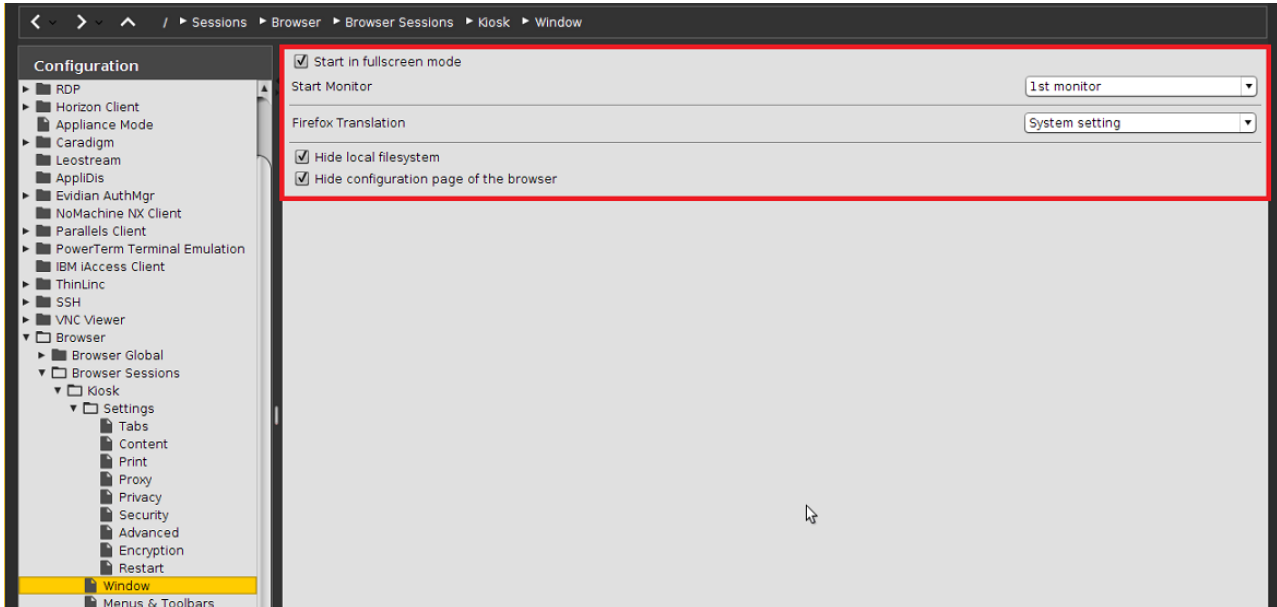 / Sessions Browser Browser Sessions Kiosk Window
Configuration
RDP
Horizon Client
Appliance Mode
Caradigm
Leostream
AppliDis
Evidian AuthMgr
NoMachine NX Client
Parallels Client
PowerTerm Terminal Emulation
IBM iAccess Client
ThinLinc
SSH
VNC Viewer
Browser
Browser Global
Browser Sessions
Kiosk
Settings
Tabs
Content
Print
Proxy
Privacy
Security
Advanced
Encryption
Restart
Window
Menus & Toolbars
Start in fullscreen mode
Start Monitor 1st monitor
Firefox Translation System setting
Hide local filesystem
Hide configuration page of the browser